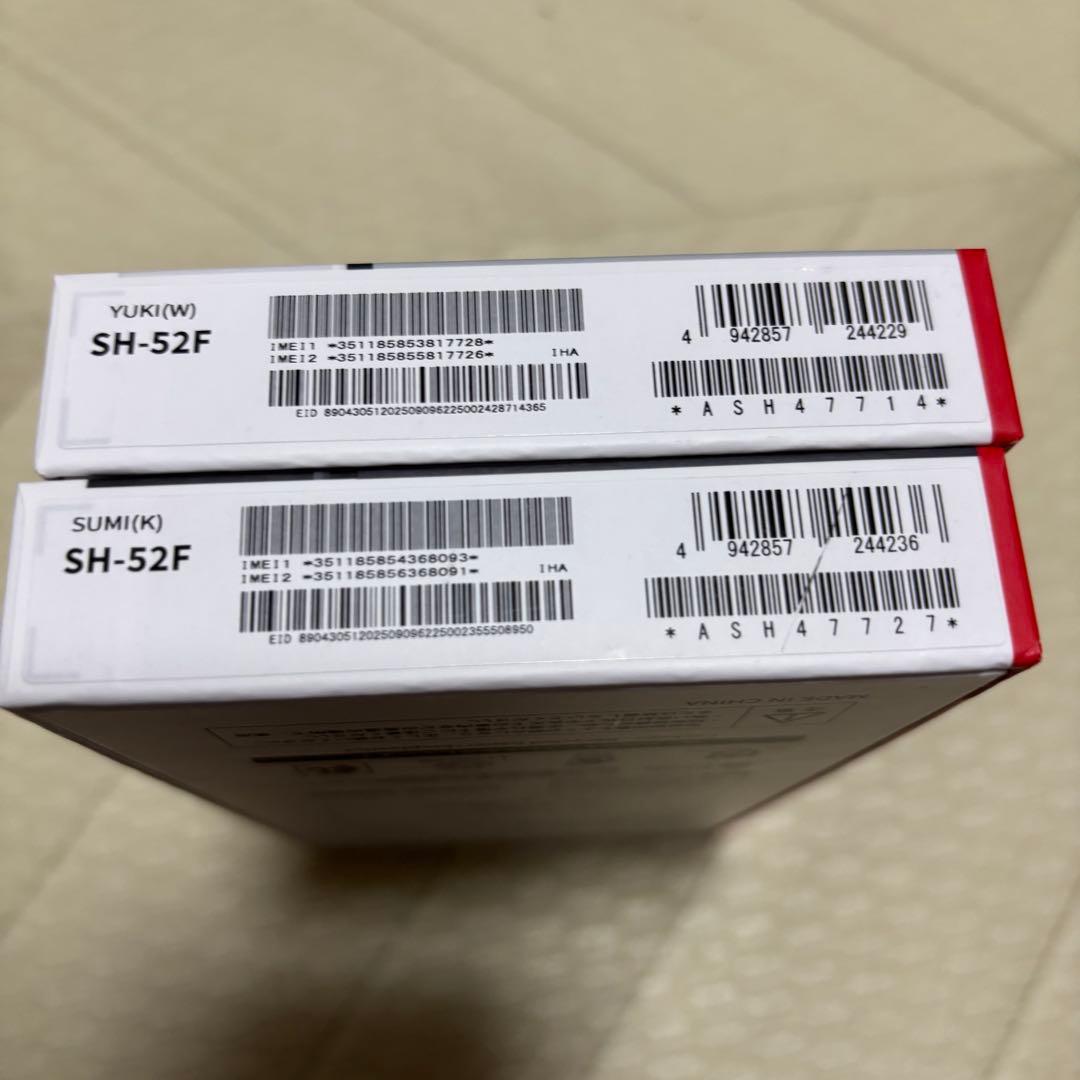 YUKI(W)
SH-52F
IMEI1 *351185853817728*
IMEI2 *351185855817726*
IHA
EID 89043051202509096225002428714365
4 942857 244229
*ASH47714*
SUMI(K)
SH-52F
IMEI1 *351185854368093*
IMEI2 *351185856368091*
IHA
EID 89043051202509096225002355508950
4 942857 244236
*ASH47727*
MADE IN CHINA